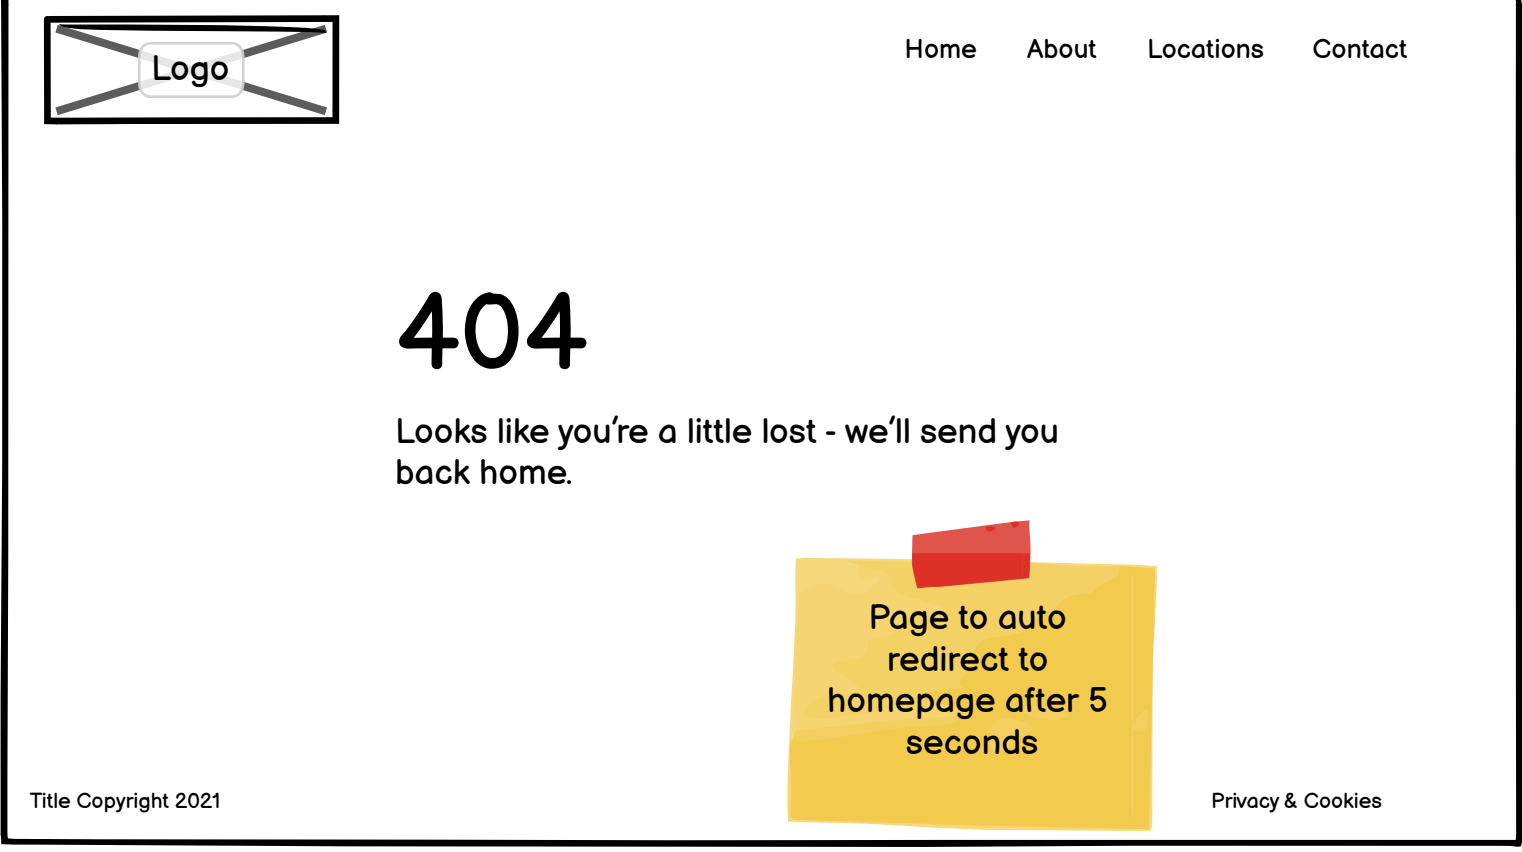 Logo
Home About Locations Contact
404
Looks like you're a little lost - we'll send you
back home.
Page to auto
redirect to
homepage after 5
seconds
Title Copyright 2021
Privacy & Cookies